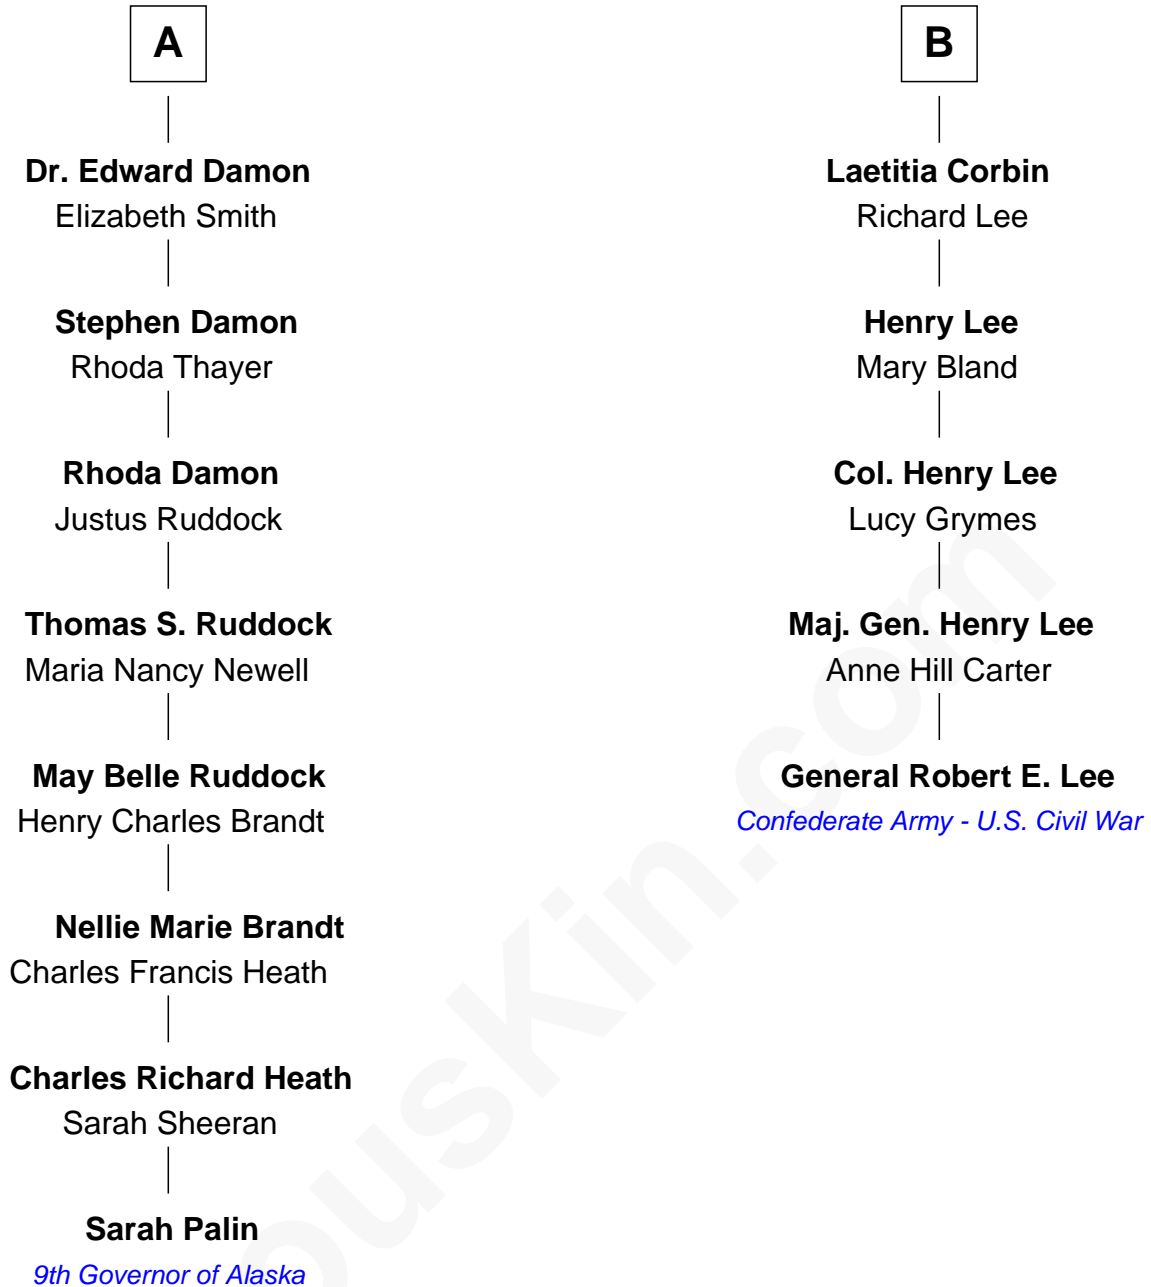 A
Dr. Edward Damon
Elizabeth Smith
Stephen Damon
Rhoda Thayer
Rhoda Damon
Justus Ruddock
Thomas S. Ruddock
Maria Nancy Newell
May Belle Ruddock
Henry Charles Brandt
Nellie Marie Brandt
Charles Francis Heath
Charles Richard Heath
Sarah Sheeran
Sarah Palin
9th Governor of Alaska
B
Laetitia Corbin
Richard Lee
Henry Lee
Mary Bland
Col. Henry Lee
Lucy Grymes
Maj. Gen. Henry Lee
Anne Hill Carter
General Robert E. Lee
Confederate Army - U.S. Civil War
ousKin.com